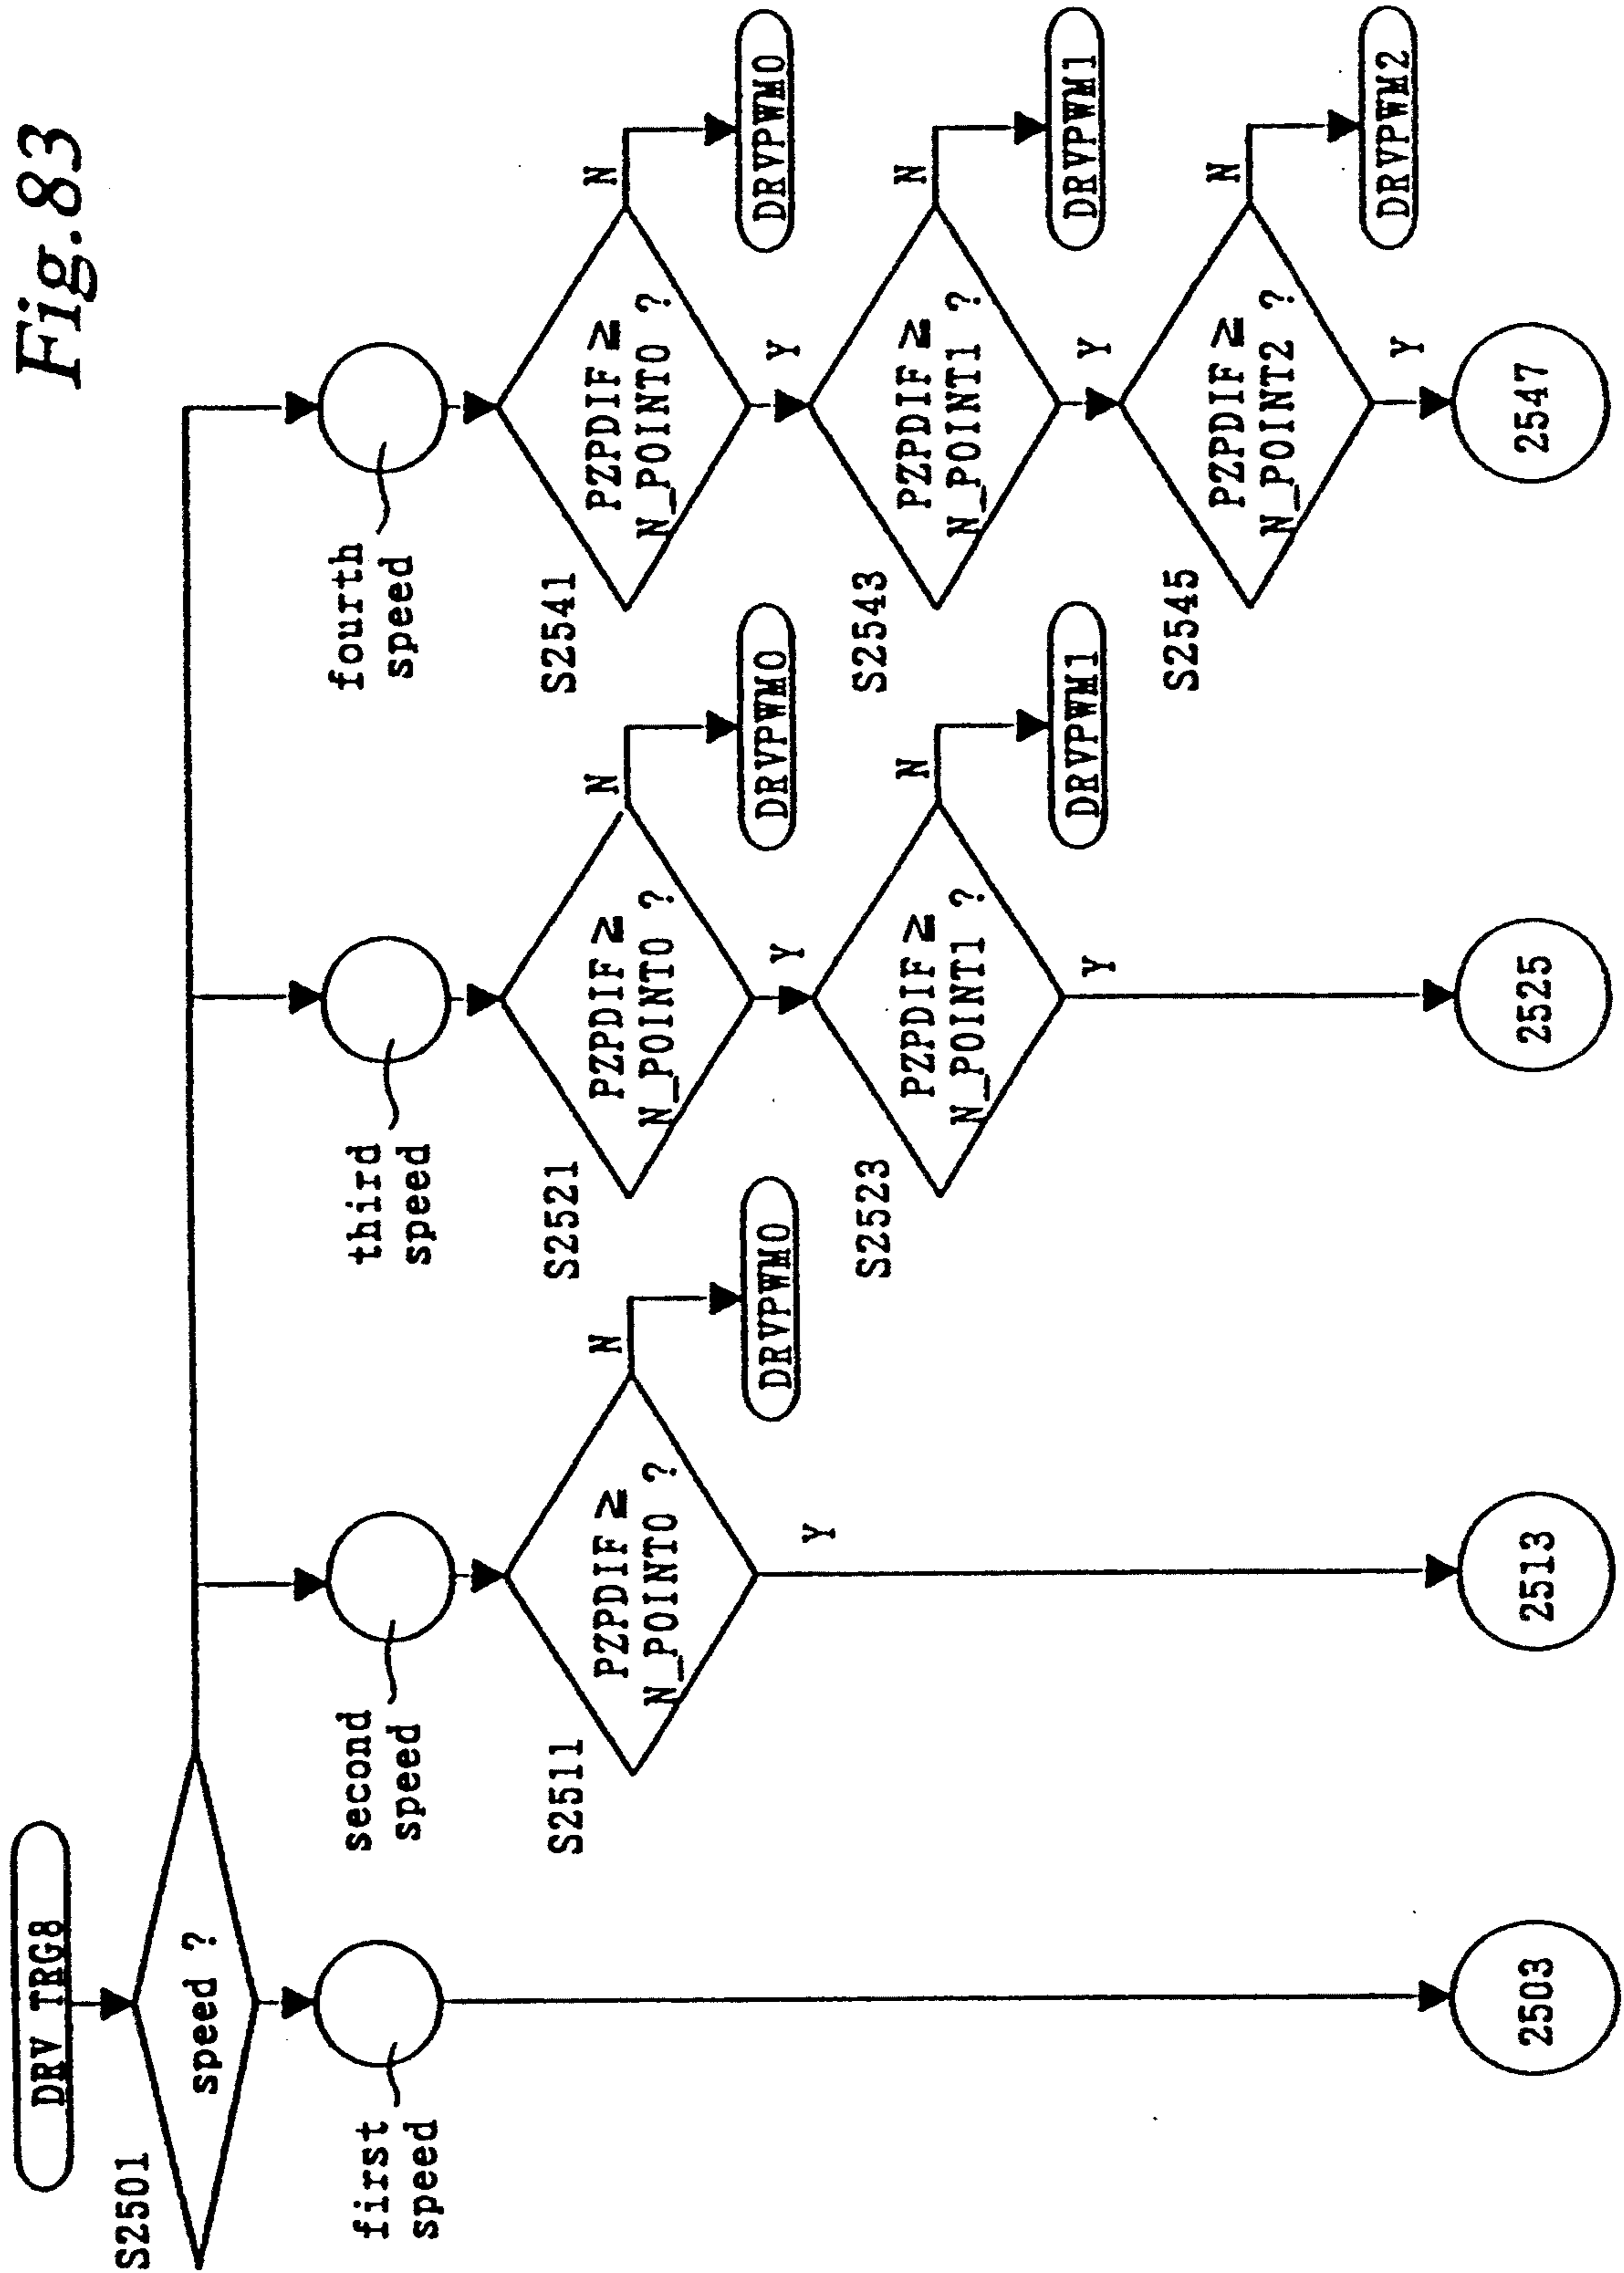 Fig. 83
DRV TRG8
S2501
speed ?
first
speed
second
speed
third
speed
fourth
speed
S2511
PZPDIF ≥
N_POINT0 ?
N
DRVPWM0
Y
S2521
PZPDIF ≥
N_POINT0 ?
N
DRVPWM0
Y
S2523
PZPDIF ≥
N_POINT1 ?
N
DRVPWM1
Y
S2541
PZPDIF ≥
N_POINT0 ?
N
DRVPWM0
Y
S2543
PZPDIF ≥
N_POINT1 ?
N
DRVPWM1
Y
S2545
PZPDIF ≥
N_POINT2 ?
N
DRVPWM2
Y
2503
2513
2525
2547